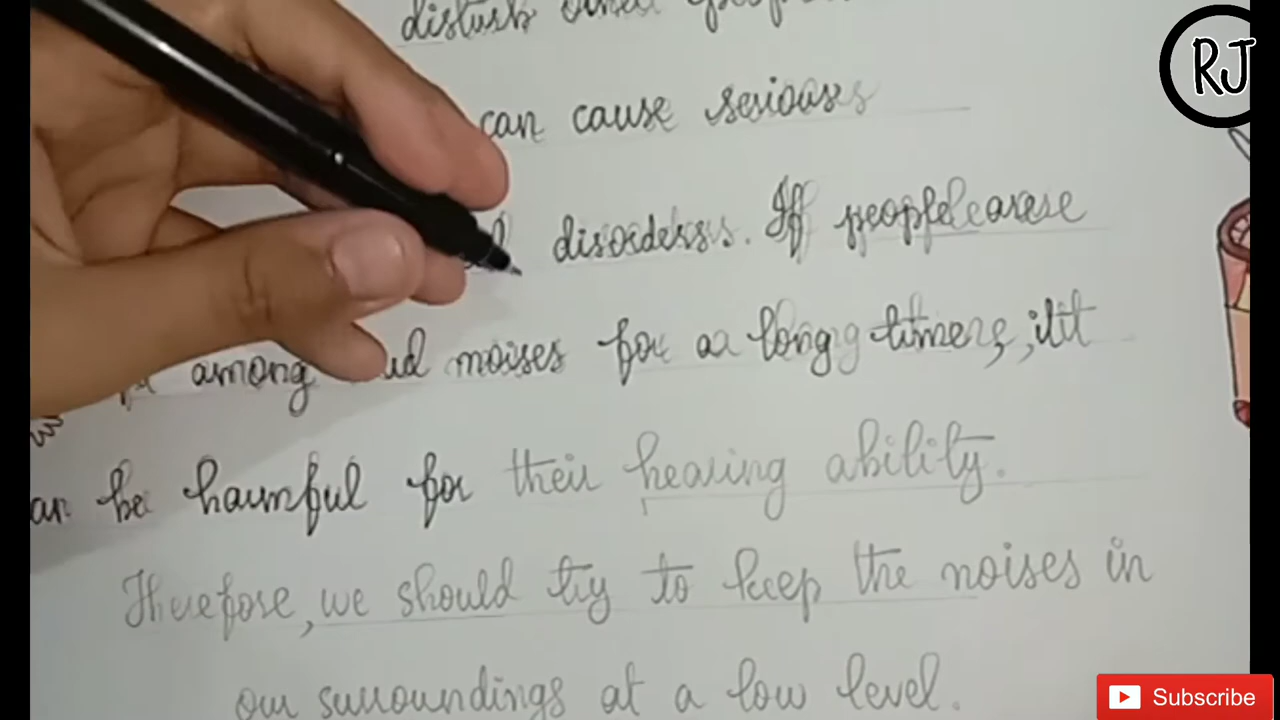 disturb other people
can cause serious
disorders. If people are
among loud noises for a long time, it
can be harmful for their hearing ability.
Therefore, we should try to keep the noises in
our surroundings at a low level.
RJ
Subscribe